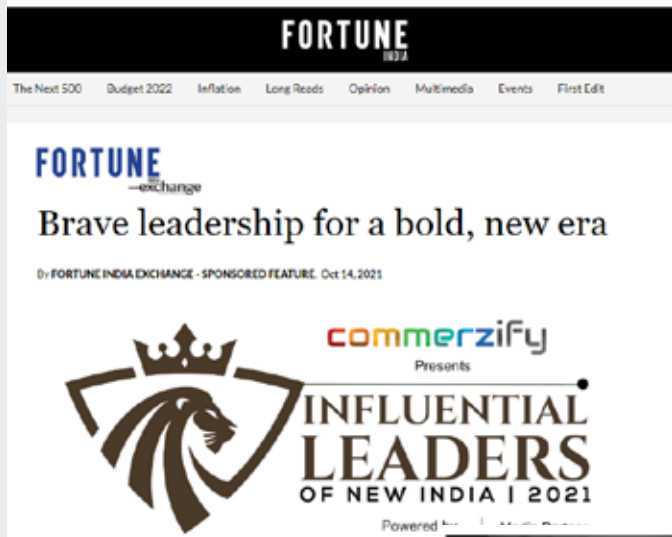 FORTUNE
INDIA
The Next 500 Budget 2022 Inflation Long Reads Opinion Multimedia Events First Edit
FORTUNE
exchange
Brave leadership for a bold, new era
By FORTUNE INDIA EXCHANGE - SPONSORED FEATURE, Oct 14, 2021
commerzify
Presents
INFLUENTIAL
LEADERS
OF NEW INDIA | 2021
Powered